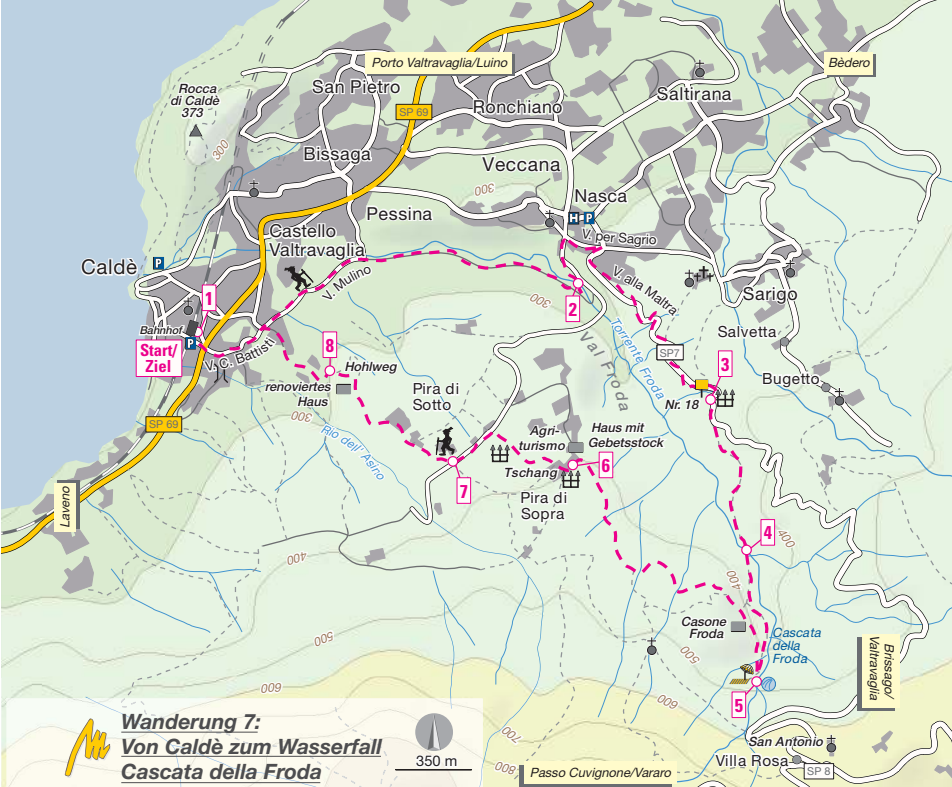 Porto Valtravaglia/Luino
Bèdero
Rocca
di Caldè
373
300
San Pietro
SP 69
Ronchiano
Saltirana
Bissaga
Veccana
300
Nasca
H P
Pessina
V. per Sagrio
Castello
Valtravaglia
Caldè
P
V. Mulino
V. alla Maltra
Sarigo
1
2
300
Bahnhof
P
Start/
Ziel
V. C. Battisti
8
Hohlweg
renoviertes
Haus
300
Val Froda
Torrente Froda
SP7
Salvetta
3
Bugetto
Nr. 18
Pira di
Sotto
SP 69
Rio dell' Asino
Agri-
turismo
Haus mit
Gebetsstock
Tschang
6
7
Pira di
Sopra
Laveno
4
400
400
400
500
500
Casone
Froda
Cascata
della
Froda
5
Brissago/
Valtravaglia
600
600
700
800
Wanderung 7:
Von Caldè zum Wasserfall
Cascata della Froda
350 m
San Antonio
Villa Rosa
SP 8
Passo Cuvignone/Vararo